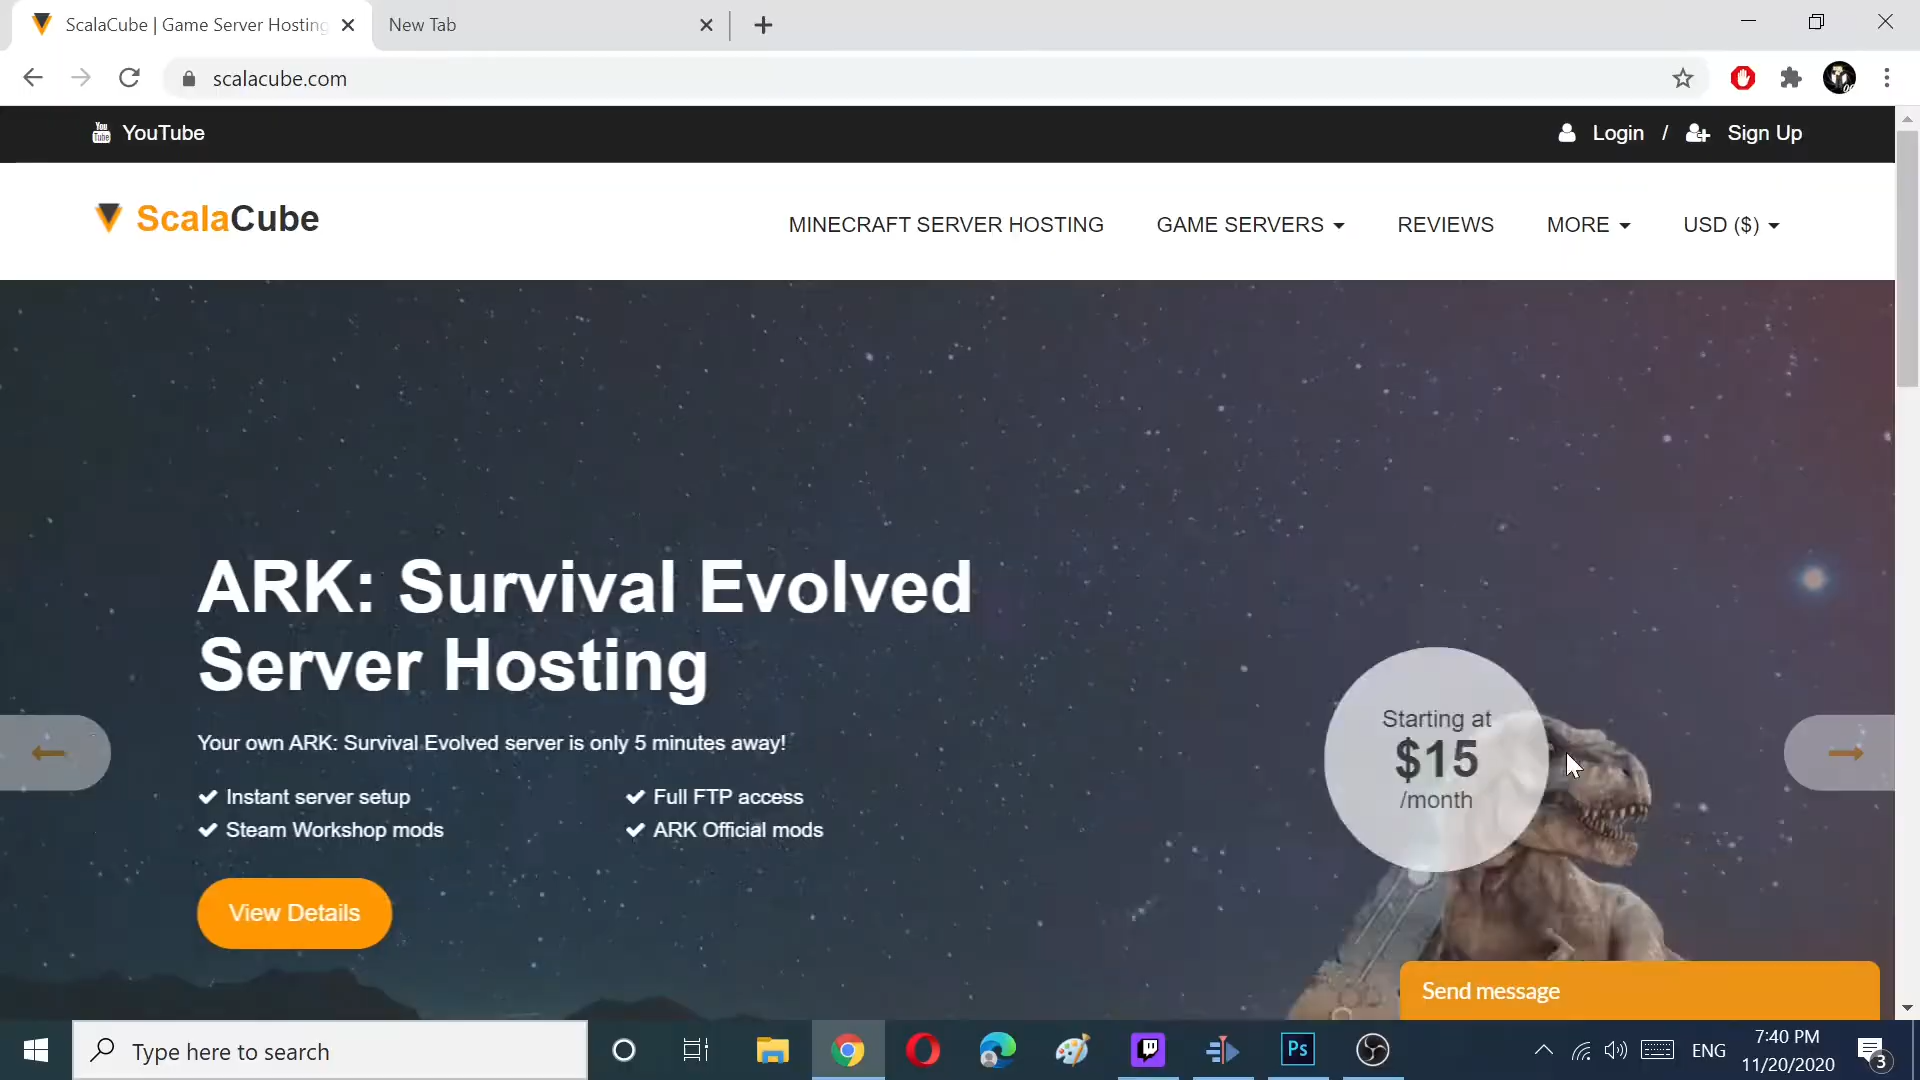 ScalaCube | Game Server Hosting
New Tab
scalacube.com
YouTube
Login / Sign Up
ScalaCube
MINECRAFT SERVER HOSTING
GAME SERVERS
REVIEWS
MORE
USD ($)
ARK: Survival Evolved
Server Hosting
Your own ARK: Survival Evolved server is only 5 minutes away!
Instant server setup
Full FTP access
Steam Workshop mods
ARK Official mods
View Details
Starting at
$15
/month
Send message
Type here to search
Ps
ENG
7:40 PM
11/20/2020
3